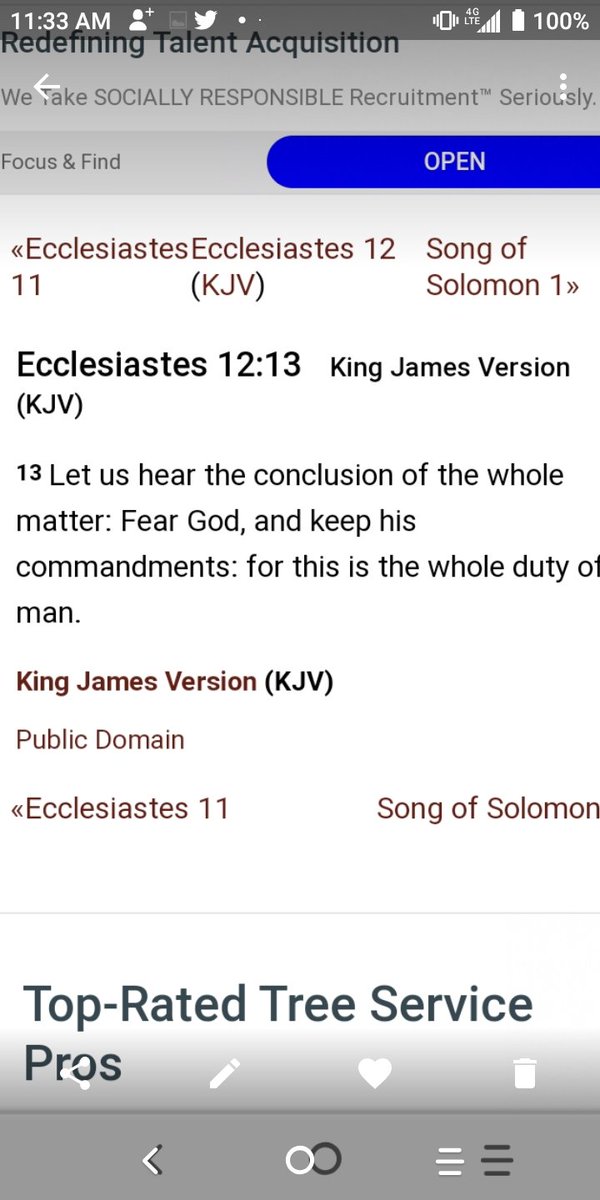 11:33 AM 4G LTE 100%
Redefining Talent Acquisition
We Take SOCIALLY RESPONSIBLE Recruitment™ Seriously.
Focus & Find OPEN
«Ecclesiastes Ecclesiastes 12 Song of
11 (KJV) Solomon 1»
Ecclesiastes 12:13 King James Version
(KJV)
13 Let us hear the conclusion of the whole
matter: Fear God, and keep his
commandments: for this is the whole duty of
man.
King James Version (KJV)
Public Domain
«Ecclesiastes 11 Song of Solomon
Top-Rated Tree Service
Pros